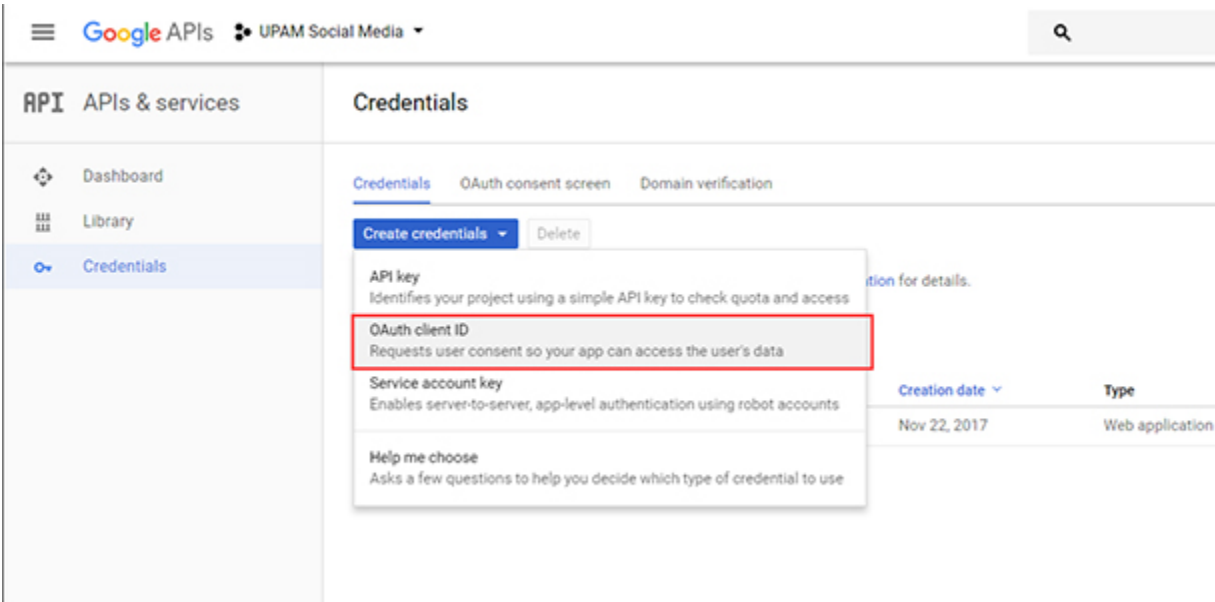 Google APIs UPAM Social Media
API APIs & services
Credentials
Dashboard
Library
Credentials
Credentials OAuth consent screen Domain verification
Create credentials Delete
API key
Identifies your project using a simple API key to check quota and access
for details.
OAuth client ID
Requests user consent so your app can access the user's data
Service account key
Enables server-to-server, app-level authentication using robot accounts
Creation date Type
Nov 22, 2017 Web application
Help me choose
Asks a few questions to help you decide which type of credential to use